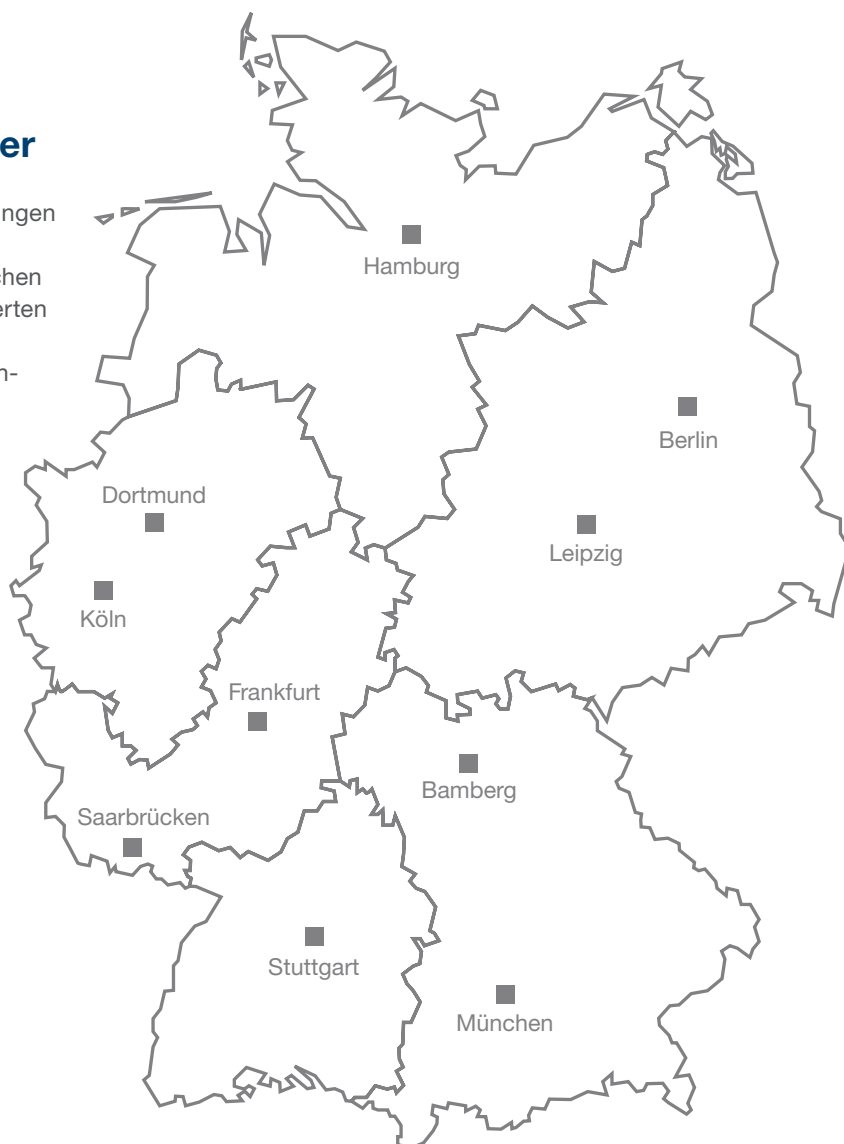 er
ngen
chen
erten
n-
Hamburg
Berlin
Dortmund
Leipzig
Köln
Frankfurt
Bamberg
Saarbrücken
Stuttgart
München